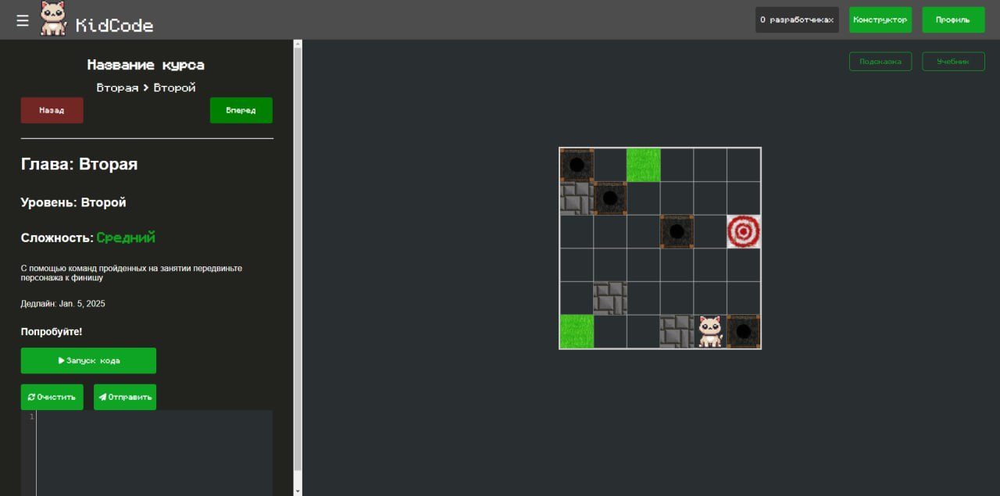 KidCode
О разработчиках
Конструктор
Профиль
Название курса
Вторая > Второй
Назад
Вперед
Подсказка
Учебник
Глава: Вторая
Уровень: Второй
Сложность: Средний
С помощью команд пройденных на занятии передвиньте
персонажа к финишу
Дедлайн: Jan. 5, 2025
Попробуйте!
Запуск кода
Очистить
Отправить
1